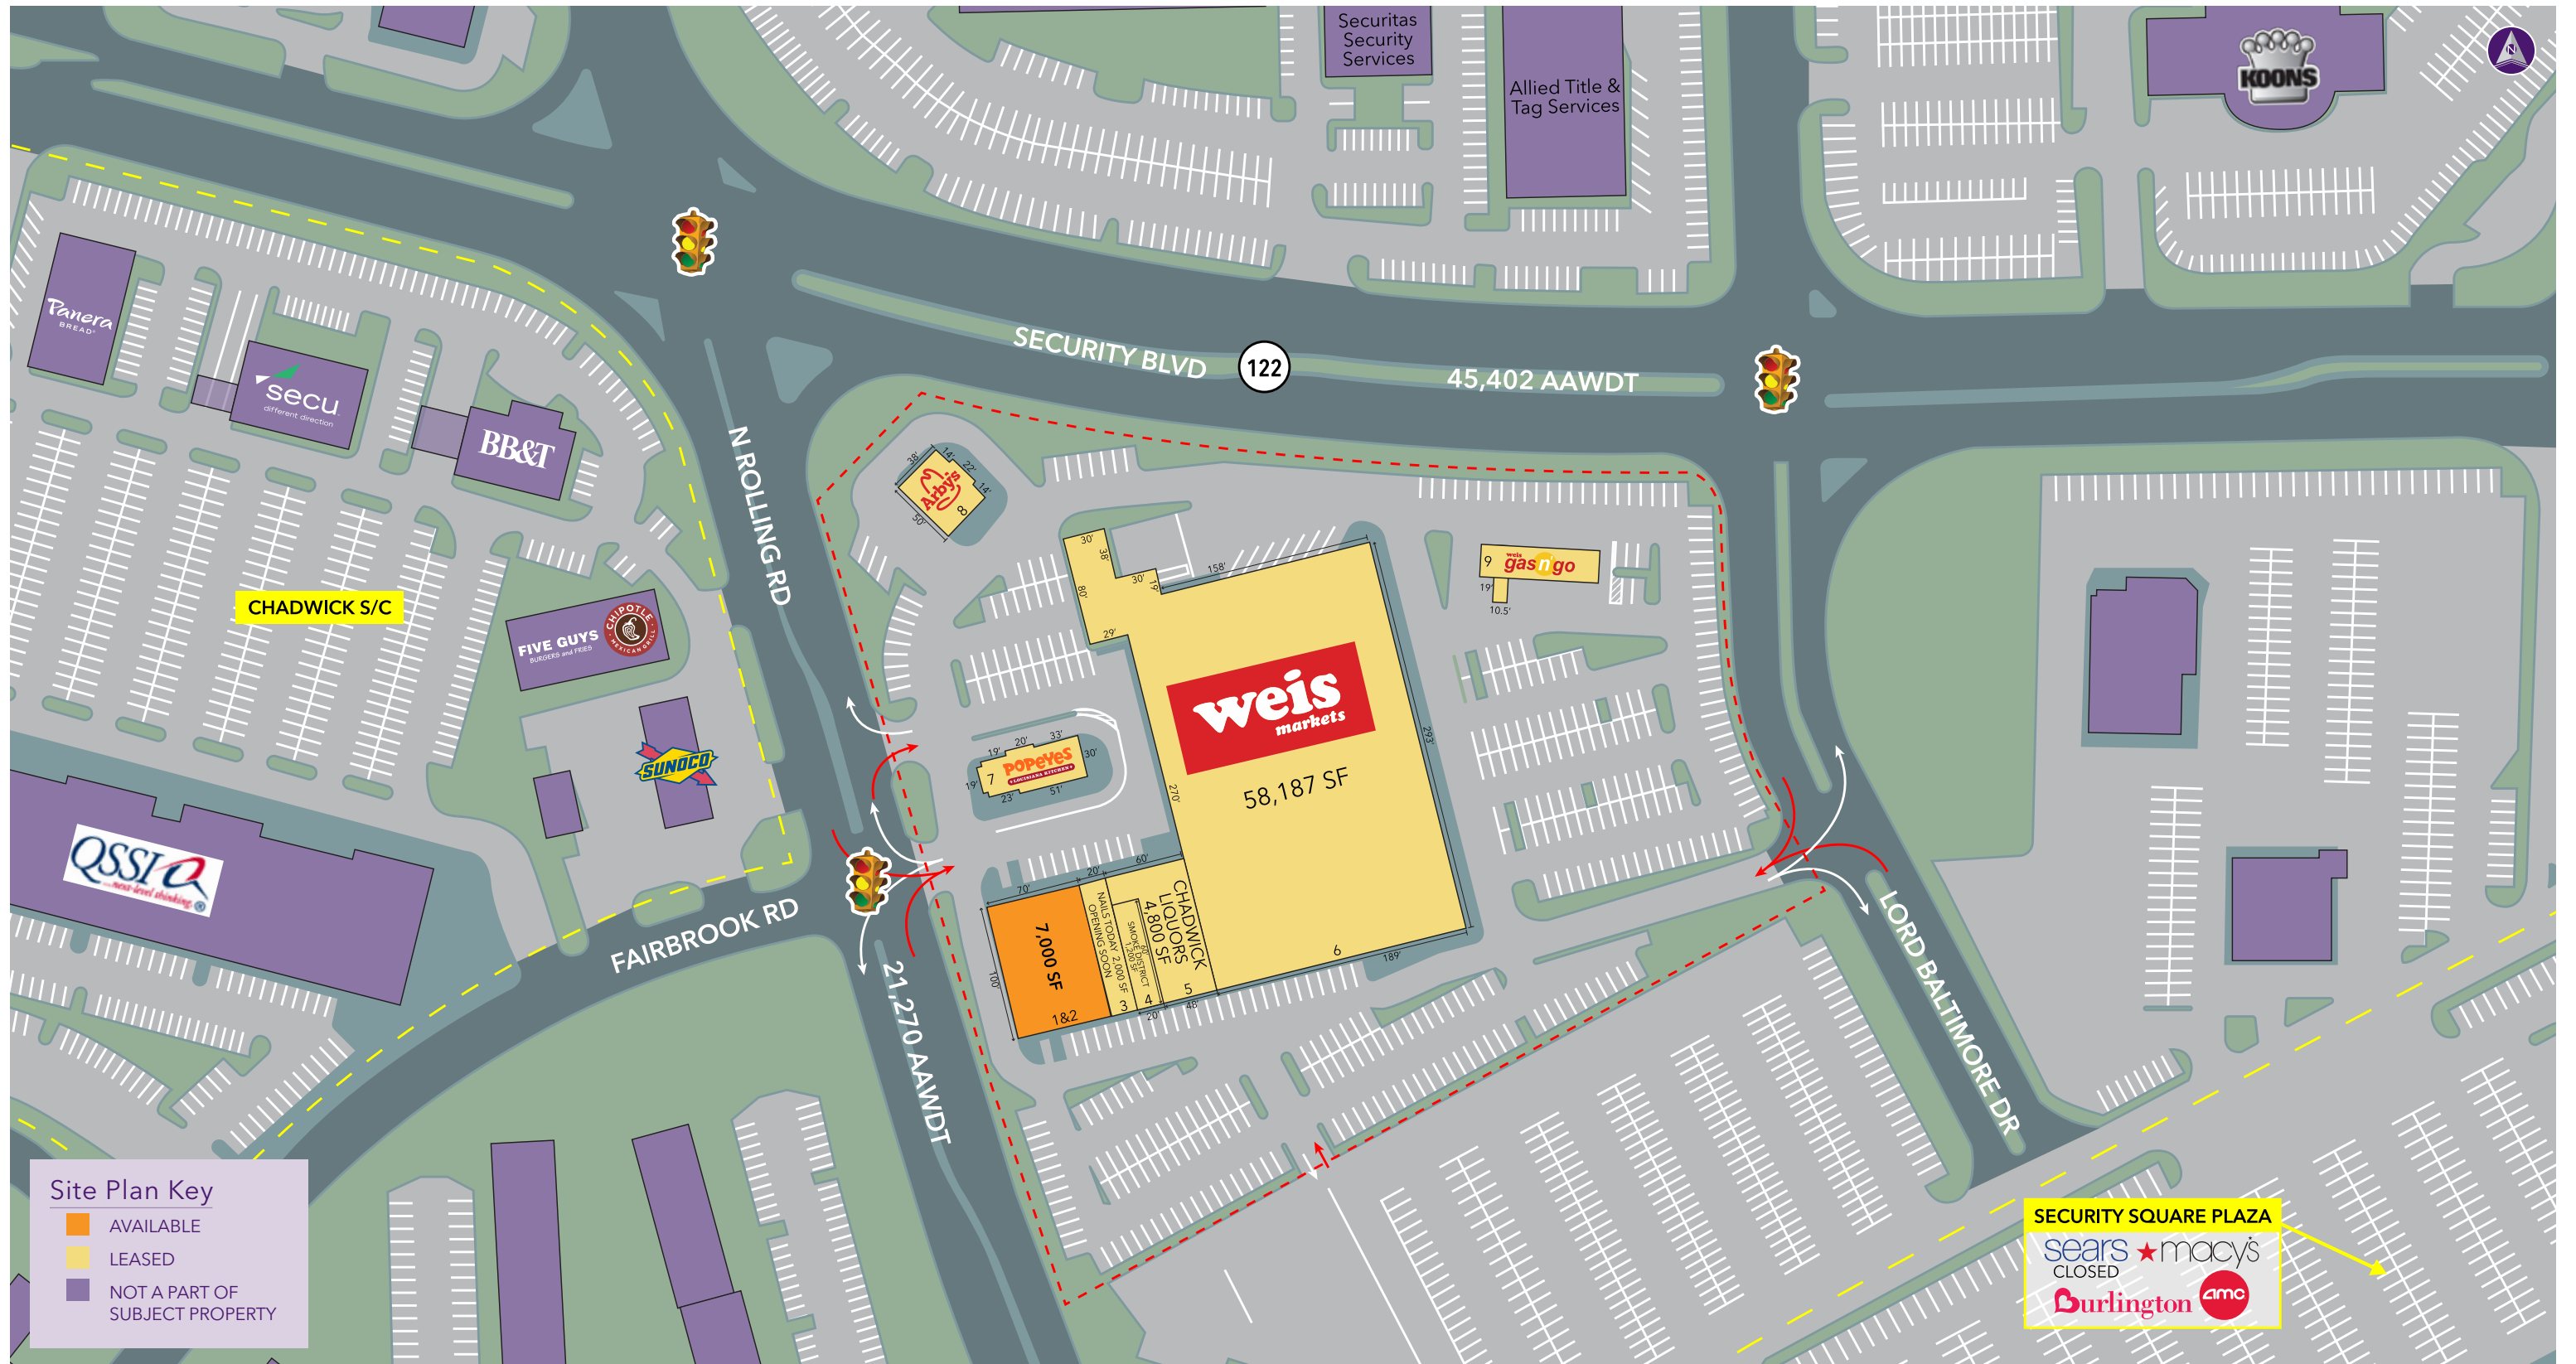 Securitas
Security
Services
Allied Title &
Tag Services
KOONS
N
SECURITY BLVD
122
45,402 AAWDT
Panera
BREAD®
secu
different direction
BB&T
N ROLLING RD
CHADWICK S/C
FIVE GUYS
BURGERS and FRIES
CHIPOTLE
MEXICAN GRILL
SUNOCO
QSSI
...next-level thinking.
FAIRBROOK RD
21,270 AAWDT
LORD BALTIMORE DR
38'
14'
22'
14'
Arby's
8
50'
30'
38'
30'
19'
158'
80'
29'
weis
markets
58,187 SF
293'
270'
6
189'
9
weis
gas n go
19'
10.5'
19'
20'
33'
30'
7
POPEYES
LOUISIANA KITCHEN
19'
23'
51'
70'
20'
60'
100'
7,000 SF
1&2
NAILS TODAY 2,000 SF
OPENING SOON
3
SMOKE DISTRICT
1,200 SF
4
20'
CHADWICK
LIQUORS
4,800 SF
5
48'
Site Plan Key
AVAILABLE
LEASED
NOT A PART OF
SUBJECT PROPERTY
SECURITY SQUARE PLAZA
sears
CLOSED
macy's
Burlington
amc